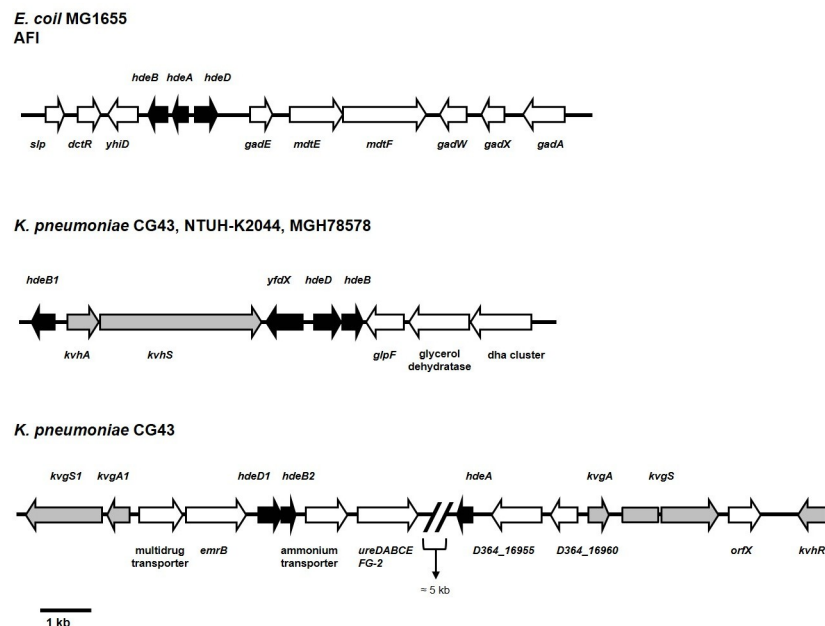 E. coil MG1655
AFI
hdeB hdeA hdeD
slp dctR yhiD gadE mdtE mdtF gadW gadX gadA
K. pneumoniae CG43, NTUH-K2044, MGH78578
hdeB1 yfdX hdeD hdeB
kvhA kvhS glpF glycerol dehydratase dha cluster
K. pneumoniae CG43
kvgS1 kvgA1 hdeD1 hdeB2 hdeA kvgA kvgS
multidrug transporter emrB ammonium transporter ureDABCE FG-2 D364_16955 D364_16960 orfX kvhR
≈ 5 kb
1 kb